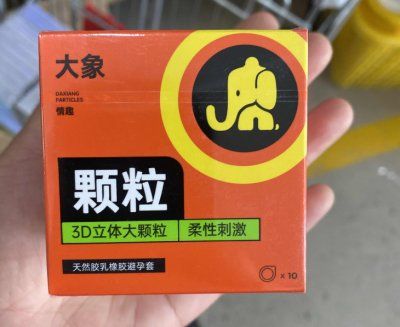 大象
DAXIANG
PARTICLES
情趣
颗粒
3D立体大颗粒 柔性刺激
天然胶乳橡胶避孕套
x 10